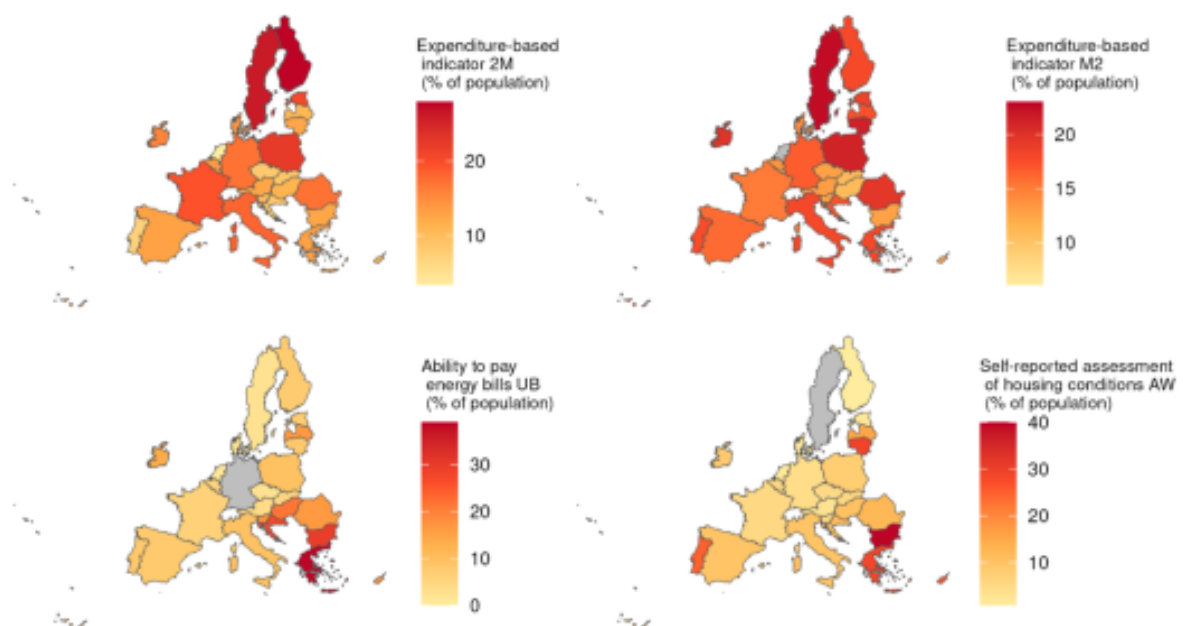 Expenditure-based
indicator 2M
(% of population)
20
10
Expenditure-based
indicator M2
(% of population)
20
15
10
Ability to pay
energy bills UB
(% of population)
30
20
10
0
Self-reported assessment
of housing conditions AW
(% of population)
40
30
20
10